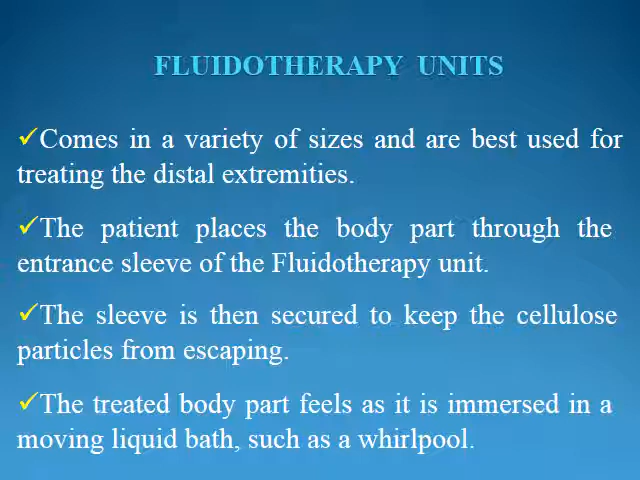 FLUIDOTHERAPY UNITS
✓Comes in a variety of sizes and are best used for
treating the distal extremities.
✓The patient places the body part through the
entrance sleeve of the Fluidotherapy unit.
✓The sleeve is then secured to keep the cellulose
particles from escaping.
✓The treated body part feels as it is immersed in a
moving liquid bath, such as a whirlpool.